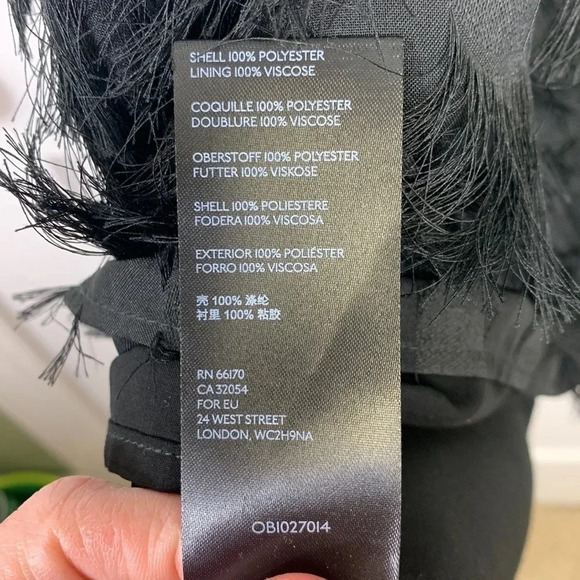 SHELL 100% POLYESTER
LINING 100% VISCOSE
COQUILLE 100% POLYESTER
DOUBLURE 100% VISCOSE
OBERSTOFF 100% POLYESTER
FUTTER 100% VISKOSE
SHELL 100% POLIESTERE
FODERA 100% VISCOSA
EXTERIOR 100% POLIÉSTER
FORRO 100% VISCOSA
壳 100% 涤纶
衬里 100% 粘胶
RN 66170
CA 32054
FOR EU
24 WEST STREET
LONDON, WC2H9NA
OB1027014